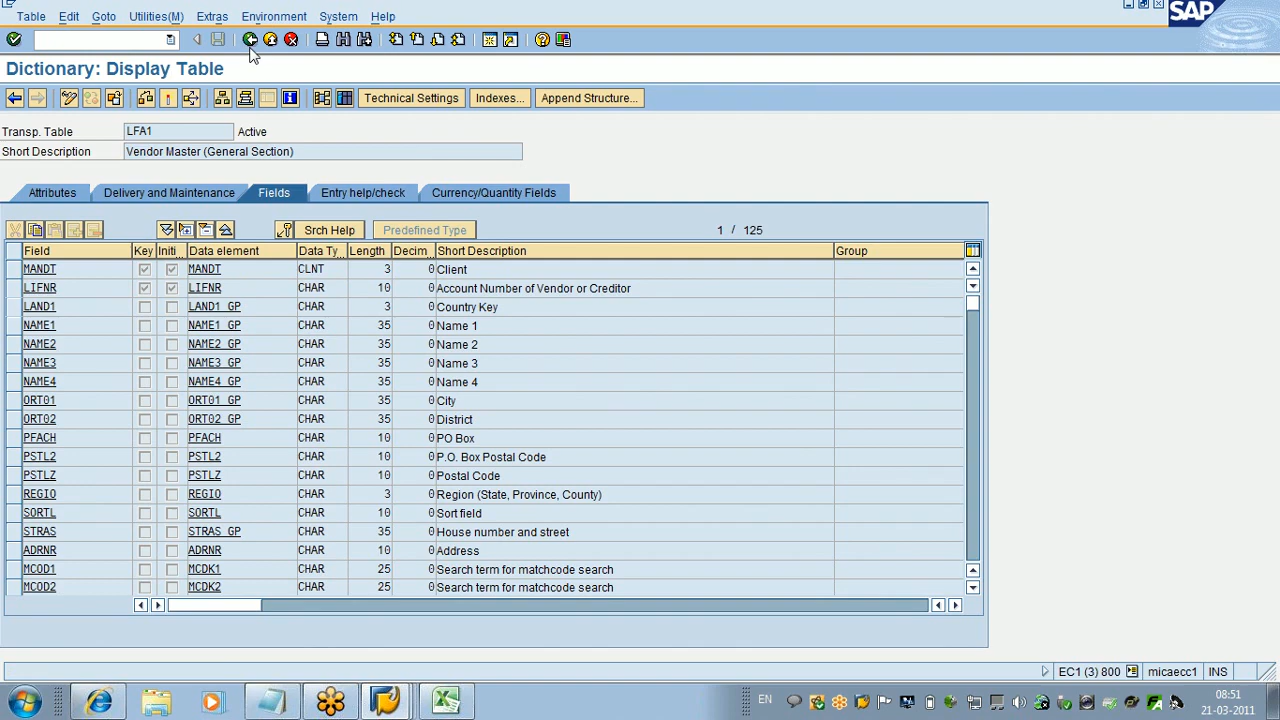 Table Edit Goto Utilities(M) Extras Environment System Help
SAP
Dictionary: Display Table
Technical Settings Indexes... Append Structure...
Transp. Table LFA1 Active
Short Description Vendor Master (General Section)
Attributes Delivery and Maintenance Fields Entry help/check Currency/Quantity Fields
Srch Help Predefined Type 1 / 125
Field Key Initi... Data element Data Ty... Length Decim... Short Description Group
MANDT MANDT CLNT 3 0 Client
LIFNR LIFNR CHAR 10 0 Account Number of Vendor or Creditor
LAND1 LAND1_GP CHAR 3 0 Country Key
NAME1 NAME1_GP CHAR 35 0 Name 1
NAME2 NAME2_GP CHAR 35 0 Name 2
NAME3 NAME3_GP CHAR 35 0 Name 3
NAME4 NAME4_GP CHAR 35 0 Name 4
ORT01 ORT01_GP CHAR 35 0 City
ORT02 ORT02_GP CHAR 35 0 District
PFACH PFACH CHAR 10 0 PO Box
PSTL2 PSTL2 CHAR 10 0 P.O. Box Postal Code
PSTLZ PSTLZ CHAR 10 0 Postal Code
REGIO REGIO CHAR 3 0 Region (State, Province, County)
SORTL SORTL CHAR 10 0 Sort field
STRAS STRAS_GP CHAR 35 0 House number and street
ADRNR ADRNR CHAR 10 0 Address
MCOD1 MCDK1 CHAR 25 0 Search term for matchcode search
MCOD2 MCDK2 CHAR 25 0 Search term for matchcode search
EC1 (3) 800 micaecc1 INS
EN 08:51
21-03-2011